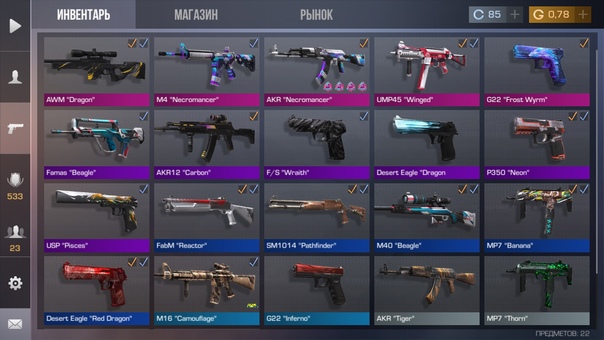 ИНВЕНТАРЬ МАГАЗИН РЫНОК 85 + 0,78 +
AWM "Dragon" M4 "Necromancer" AKR "Necromancer" UMP45 "Winged" G22 "Frost Wyrm"
Famas "Beagle" AKR12 "Carbon" F/S "Wraith" Desert Eagle "Dragon P350 "Neon"
533
USP "Pisces" FabM "Reactor" SM1014 "Pathfinder" M40 "Beagle" MP7 "Banana"
23
Desert Eagle "Red Dragon" M16 "Camouflage" G22 "Inferno" AKR "Tiger" MP7 "Thorn"
ПРЕДМЕТОВ: 22